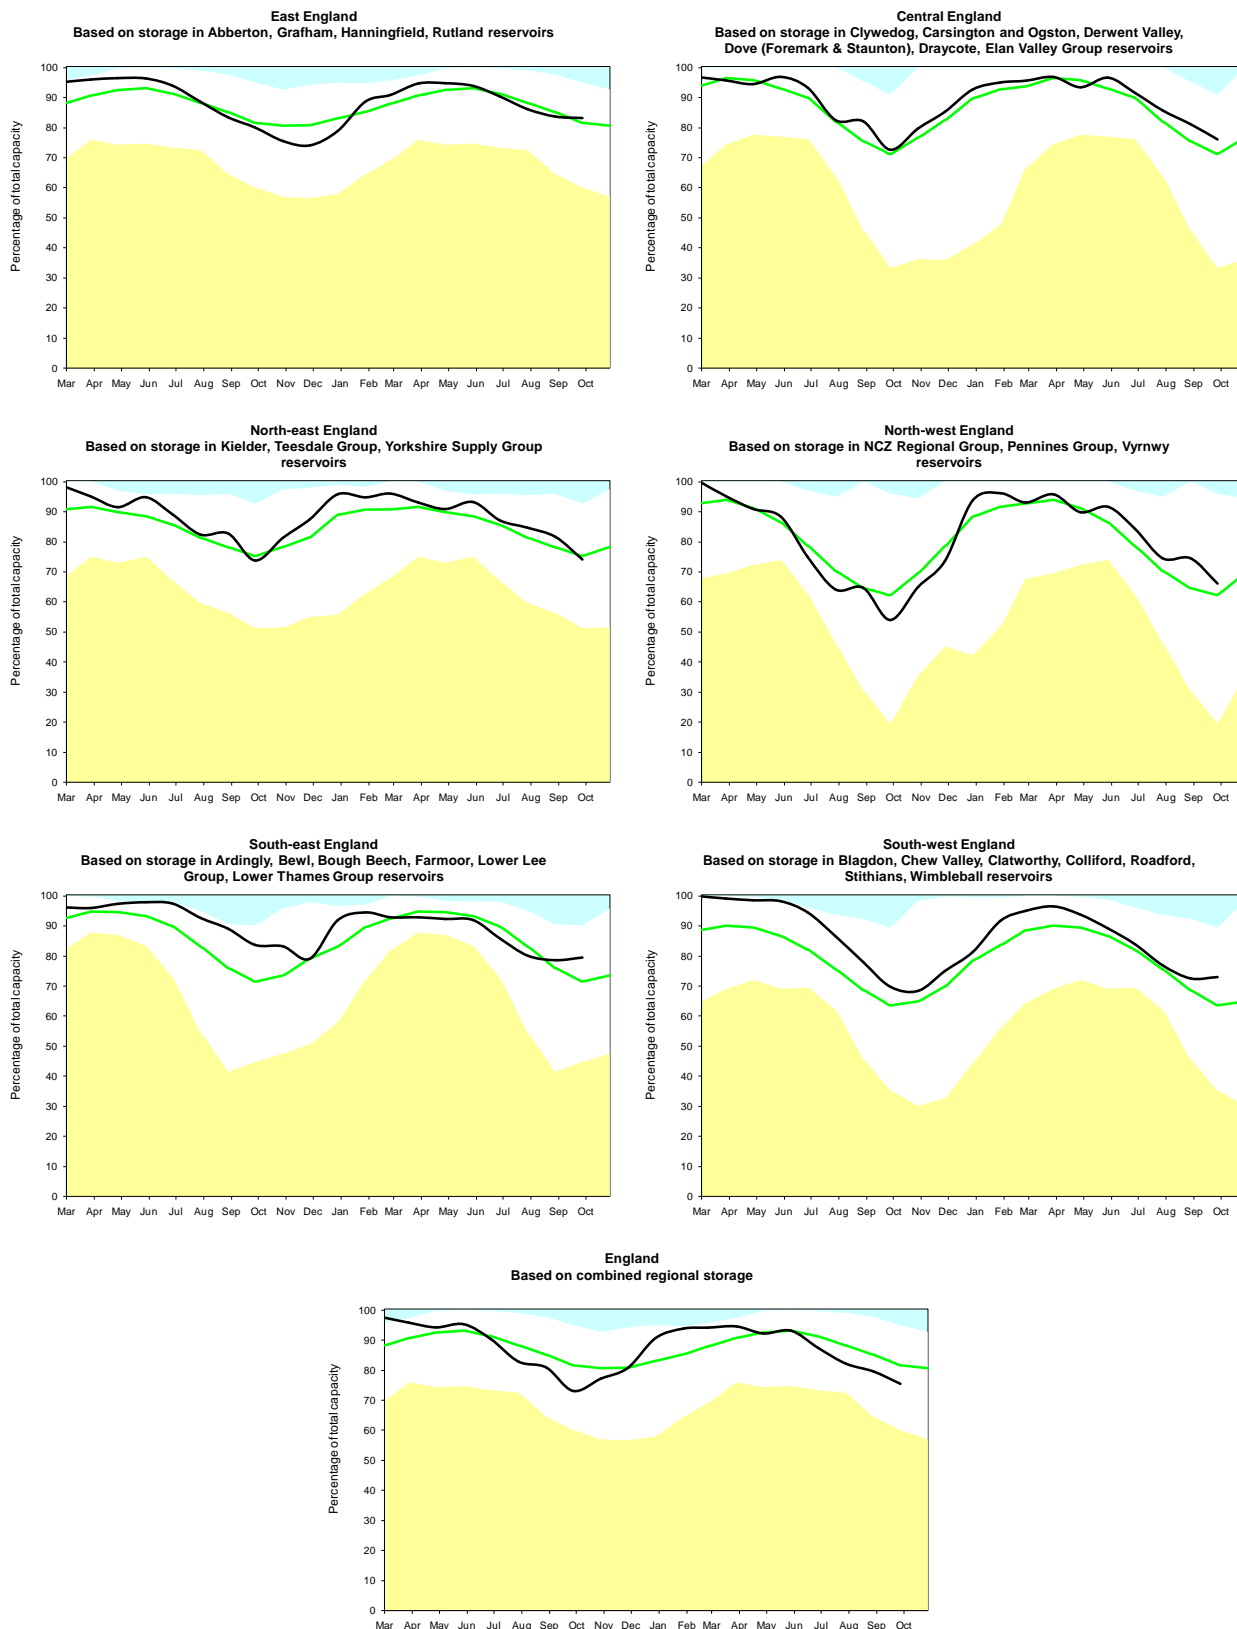 East England
Based on storage in Abberton, Grafham, Hanningfield, Rutland reservoirs
Percentage of total capacity
100
90
80
70
60
50
40
30
20
10
0
Mar Apr May Jun Jul Aug Sep Oct Nov Dec Jan Feb Mar Apr May Jun Jul Aug Sep Oct
Central England
Based on storage in Clywedog, Carsington and Ogston, Derwent Valley,
Dove (Foremark & Staunton), Draycote, Elan Valley Group reservoirs
Percentage of total capacity
100
90
80
70
60
50
40
30
20
10
0
Mar Apr May Jun Jul Aug Sep Oct Nov Dec Jan Feb Mar Apr May Jun Jul Aug Sep Oct
North-east England
Based on storage in Kielder, Teesdale Group, Yorkshire Supply Group
reservoirs
Percentage of total capacity
100
90
80
70
60
50
40
30
20
10
0
Mar Apr May Jun Jul Aug Sep Oct Nov Dec Jan Feb Mar Apr May Jun Jul Aug Sep Oct
North-west England
Based on storage in NCZ Regional Group, Pennines Group, Vyrnwy
reservoirs
Percentage of total capacity
100
90
80
70
60
50
40
30
20
10
0
Mar Apr May Jun Jul Aug Sep Oct Nov Dec Jan Feb Mar Apr May Jun Jul Aug Sep Oct
South-east England
Based on storage in Ardingly, Bewl, Bough Beech, Farmoor, Lower Lee
Group, Lower Thames Group reservoirs
Percentage of total capacity
100
90
80
70
60
50
40
30
20
10
0
Mar Apr May Jun Jul Aug Sep Oct Nov Dec Jan Feb Mar Apr May Jun Jul Aug Sep Oct
South-west England
Based on storage in Blagdon, Chew Valley, Clatworthy, Colliford, Roadford,
Stithians, Wimbleball reservoirs
Percentage of total capacity
100
90
80
70
60
50
40
30
20
10
0
Mar Apr May Jun Jul Aug Sep Oct Nov Dec Jan Feb Mar Apr May Jun Jul Aug Sep Oct
England
Based on combined regional storage
Percentage of total capacity
100
90
80
70
60
50
40
30
20
10
0
Mar Apr May Jun Jul Aug Sep Oct Nov Dec Jan Feb Mar Apr May Jun Jul Aug Sep Oct